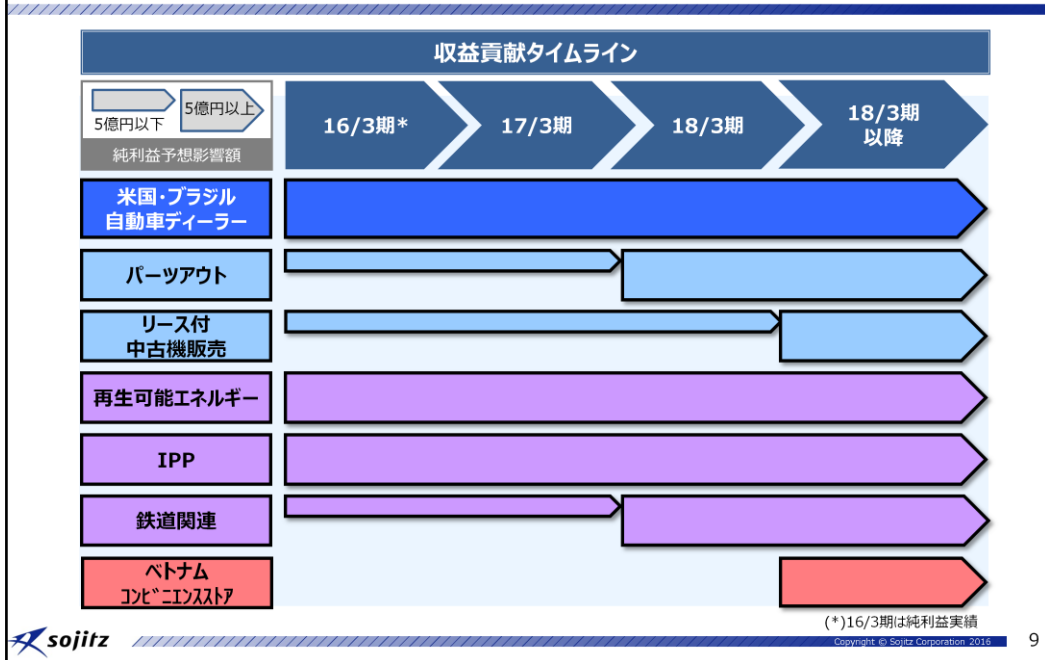 収益貢献タイムライン
5億円以下
5億円以上
純利益予想影響額
16/3期*
17/3期
18/3期
18/3期
以降
米国・ブラジル
自動車ディーラー
パーツアウト
リース付
中古機販売
再生可能エネルギー
IPP
鉄道関連
ベトナム
ｺﾝﾋﾞﾆｴﾝｽｽﾄｱ
(*)16/3期は純利益実績
sojitz
Copyright © Sojitz Corporation 2016
9